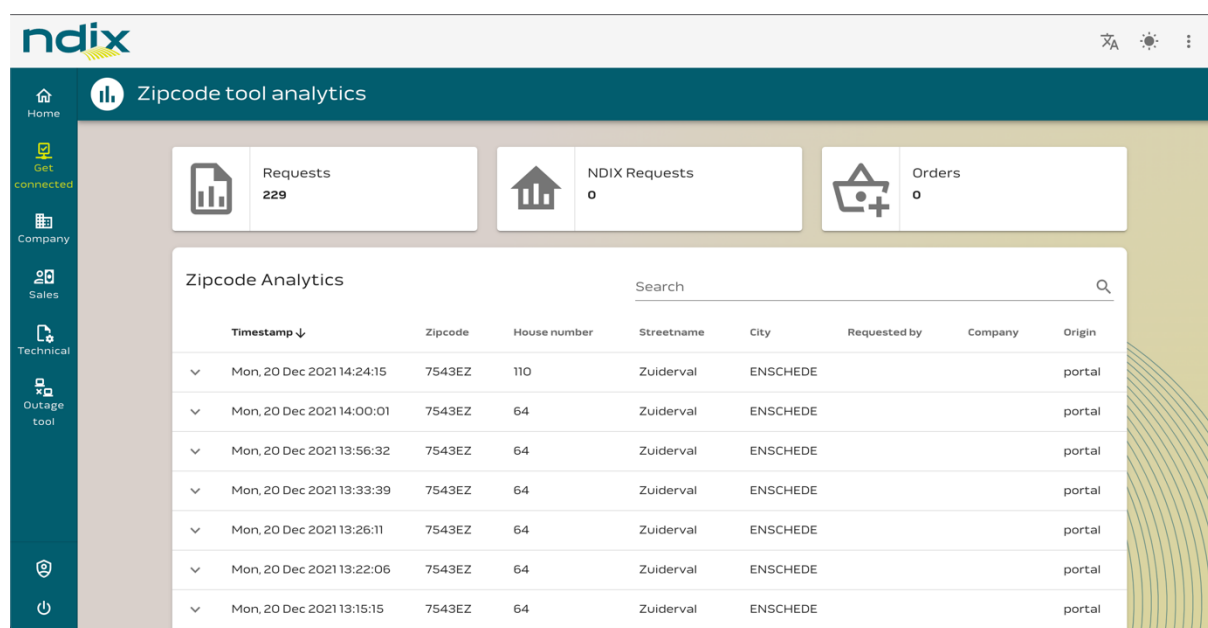 ndix
Zipcode tool analytics
Home
Get
connected
Company
Sales
Technical
Outage
tool
Requests
229
NDIX Requests
0
Orders
0
Zipcode Analytics
Search
Timestamp Zipcode House number Streetname City Requested by Company Origin
Mon, 20 Dec 2021 14:24:15 7543EZ 110 Zuiderval ENSCHEDE portal
Mon, 20 Dec 2021 14:00:01 7543EZ 64 Zuiderval ENSCHEDE portal
Mon, 20 Dec 2021 13:56:32 7543EZ 64 Zuiderval ENSCHEDE portal
Mon, 20 Dec 2021 13:33:39 7543EZ 64 Zuiderval ENSCHEDE portal
Mon, 20 Dec 2021 13:26:11 7543EZ 64 Zuiderval ENSCHEDE portal
Mon, 20 Dec 2021 13:22:06 7543EZ 64 Zuiderval ENSCHEDE portal
Mon, 20 Dec 2021 13:15:15 7543EZ 64 Zuiderval ENSCHEDE portal